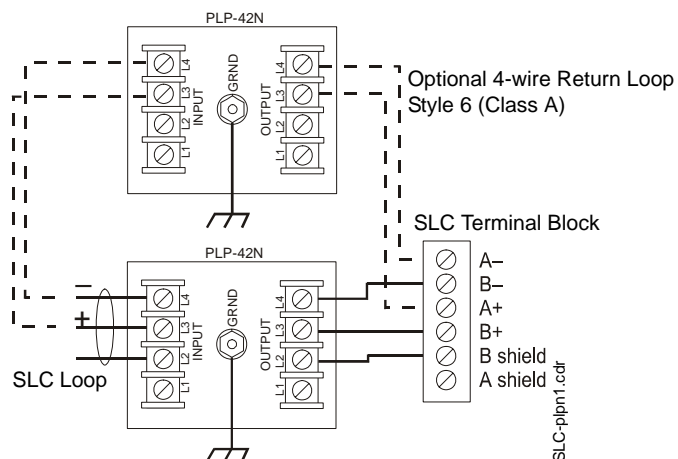 PLP-42N
L4
L3
L2
L1
INPUT
GRND
OUTPUT
L4
L3
L2
L1
Optional 4-wire Return Loop
Style 6 (Class A)
SLC Terminal Block
A–
B–
A+
B+
B shield
A shield
PLP-42N
–
+
SLC Loop
L4
L3
L2
L1
INPUT
GRND
OUTPUT
L4
L3
L2
L1
SLC-plpn1.cdr